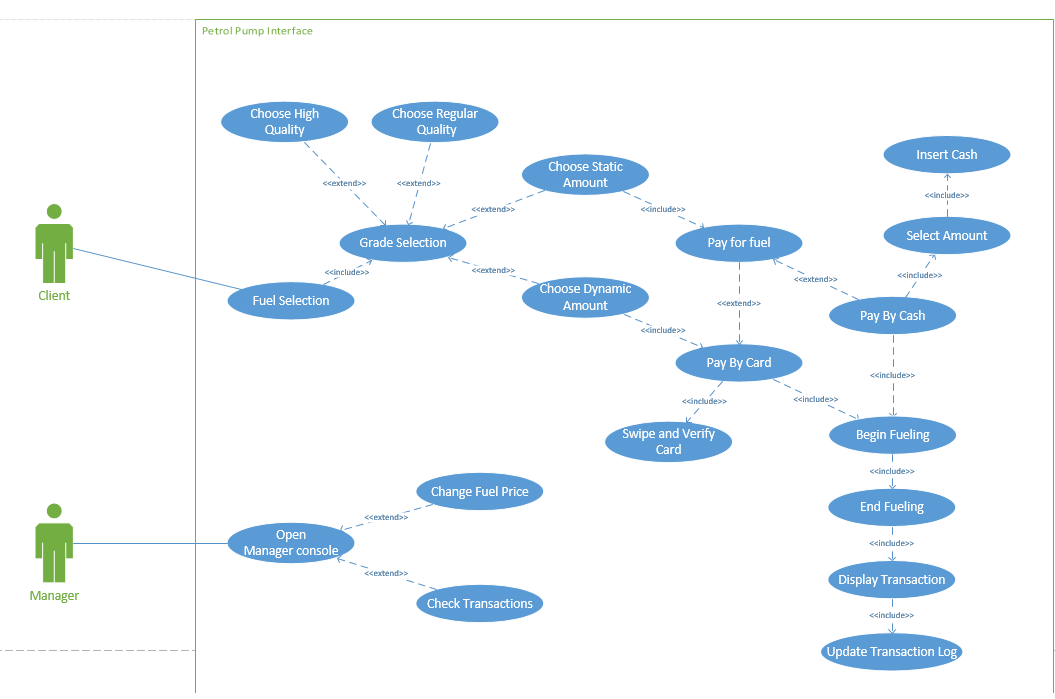 Petrol Pump Interface
Choose High
Quality
Choose Regular
Quality
Choose Static
Amount
Insert Cash
<<extend>>
<<extend>>
<<extend>>
<<include>>
<<include>>
Grade Selection
Pay for fuel
Select Amount
<<include>>
<<extend>>
<<extend>>
<<include>>
Client
Fuel Selection
Choose Dynamic
Amount
<<extend>>
Pay By Cash
<<include>>
Pay By Card
<<include>>
<<include>>
<<include>>
Swipe and Verify
Card
Begin Fueling
<<include>>
Change Fuel Price
End Fueling
<<extend>>
Open
Manager console
<<include>>
<<extend>>
Display Transaction
Manager
Check Transactions
<<include>>
Update Transaction Log